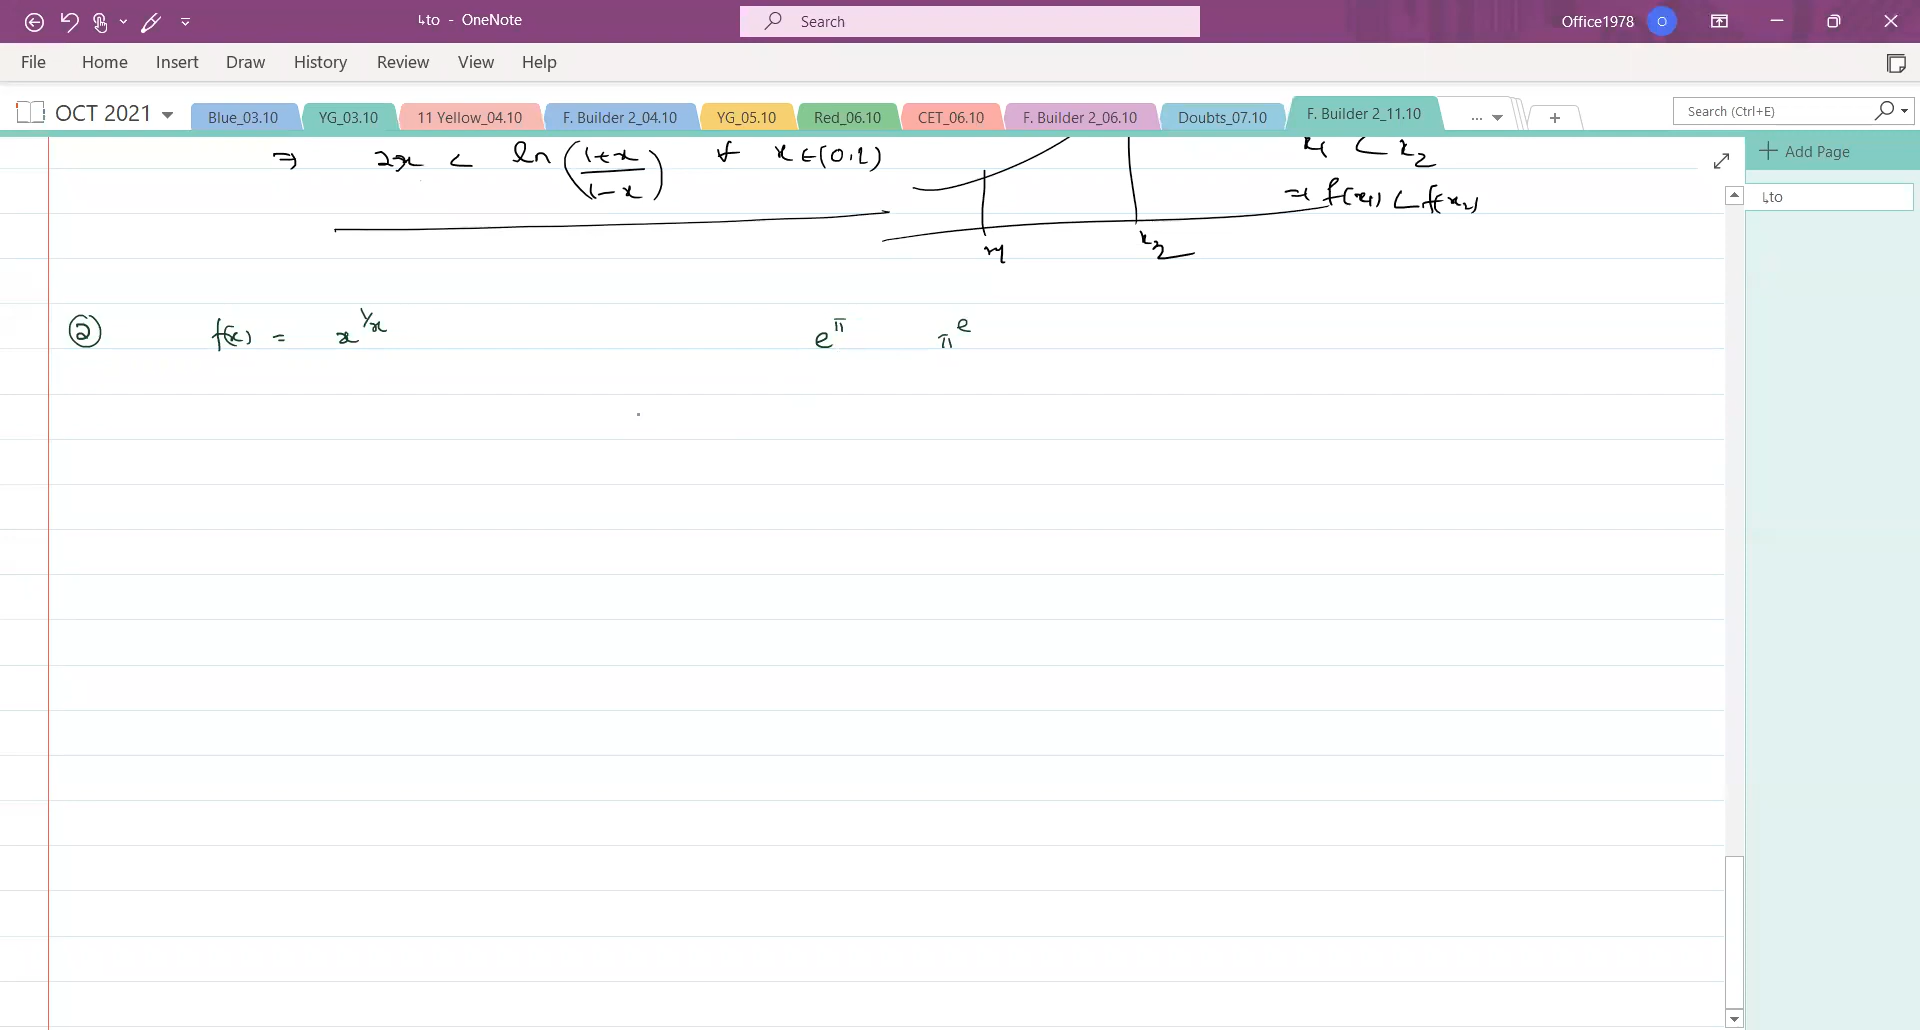 ↳to - OneNote
Search
Office1978
O
File Home Insert Draw History Review View Help
OCT 2021
Blue_03.10 YG_03.10 11 Yellow_04.10 F. Builder 2_04.10 YG_05.10 Red_06.10 CET_06.10 F. Builder 2_06.10 Doubts_07.10 F. Builder 2_11.10 ... +
Search (Ctrl+E)
Add Page
↳to
⇒ 2x < ln((1+x)/(1-x)) ∀ x∈(0,1)
x₁ < x₂
⇒ f(x₁) < f(x₂)
x₁ x₂
② f(x) = x^(1/x) e^π π^e